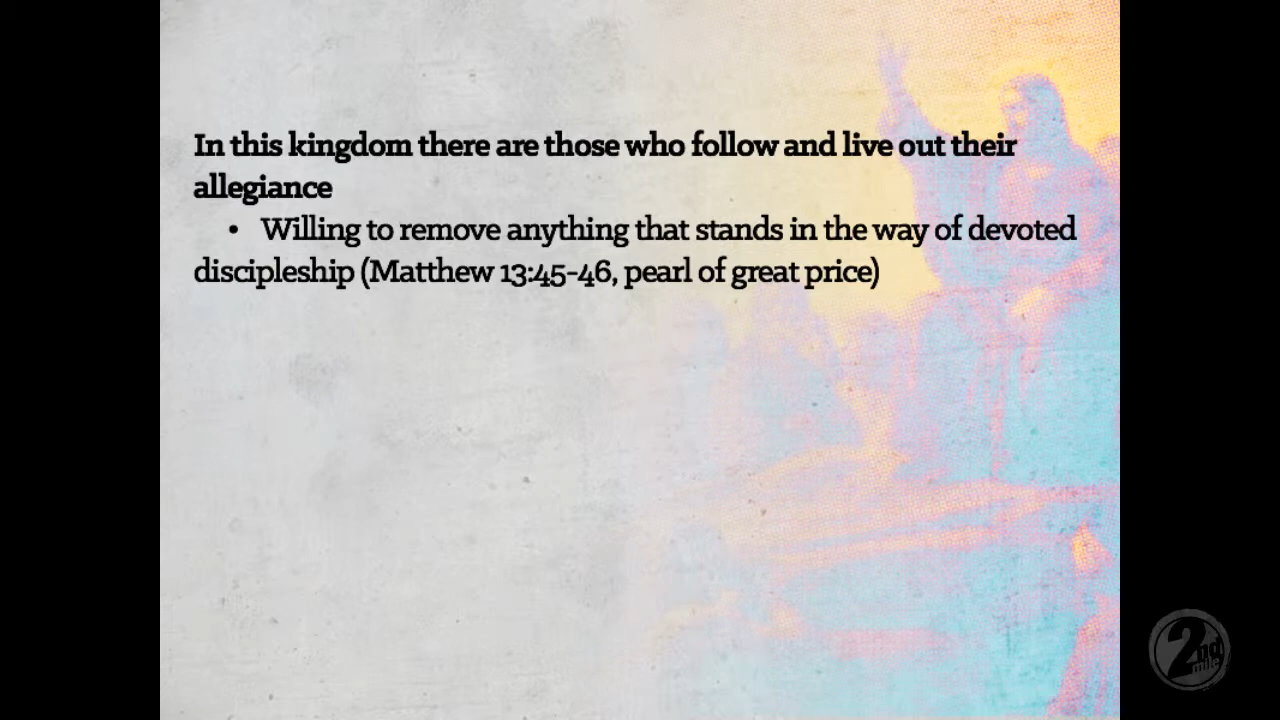 In this kingdom there are those who follow and live out their
allegiance
• Willing to remove anything that stands in the way of devoted
discipleship (Matthew 13:45-46, pearl of great price)
2nd
mile